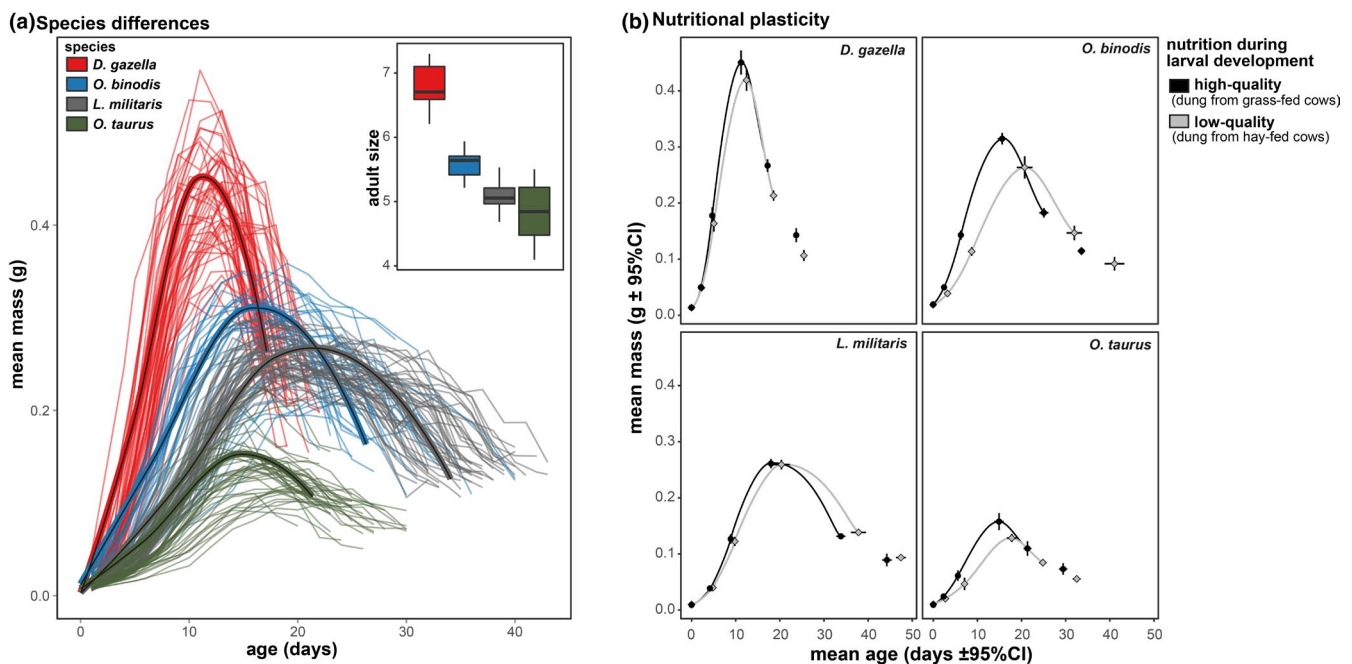 (a) Species differences
species
D. gazella
O. binodis
L. militaris
O. taurus
mean mass (g)
0.4
0.2
0.0
0
10
20
30
40
age (days)
adult size
7
6
5
4
(b) Nutritional plasticity
D. gazella
O. binodis
L. militaris
O. taurus
mean mass (g ± 95%CI)
0.4
0.3
0.2
0.1
0.0
0.4
0.3
0.2
0.1
0.0
0 10 20 30 40 50
0 10 20 30 40 50
mean age (days ±95%CI)
nutrition during
larval development
high-quality
(dung from grass-fed cows)
low-quality
(dung from hay-fed cows)